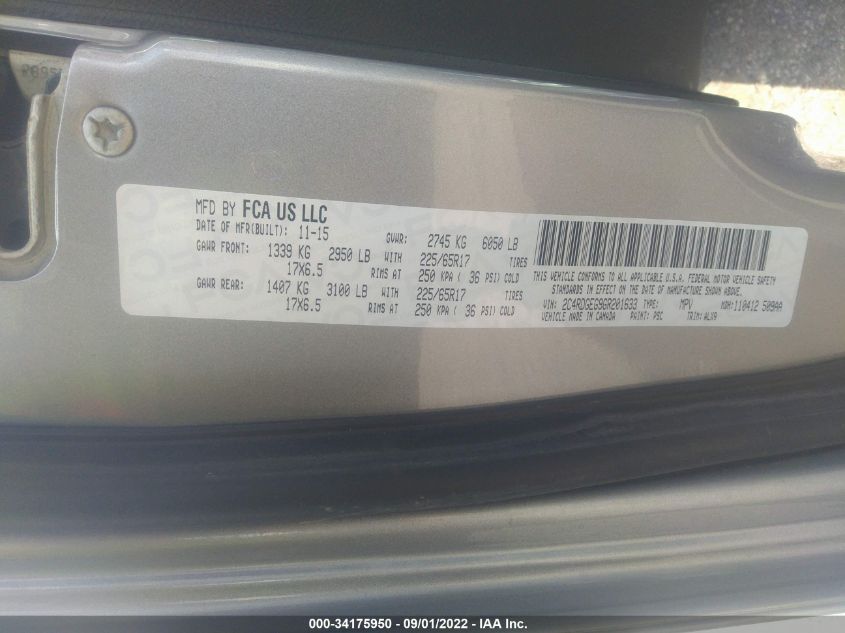 MFD BY FCA US LLC
DATE OF MFR(BUILT): 11-15 GVWR: 2745 KG 6050 LB
GAWR FRONT: 1339 KG 2950 LB WITH 225/65R17 TIRES
17X6.5 RIMS AT 250 KPA ( 36 PSI) COLD
GAWR REAR: 1407 KG 3100 LB WITH 225/65R17 TIRES
17X6.5 RIMS AT 250 KPA ( 36 PSI) COLD
THIS VEHICLE CONFORMS TO ALL APPLICABLE U.S.A. FEDERAL MOTOR VEHICLE SAFETY
STANDARDS IN EFFECT ON THE DATE OF MANUFACTURE SHOWN ABOVE.
VIN: 2C4RDGEG9GR201633 TYPE: MPV MDH:110412 509AA
VEHICLE MADE IN CANADA PAINT: PSC TRIM: ALX9
000-34175950 - 09/01/2022 - IAA Inc.